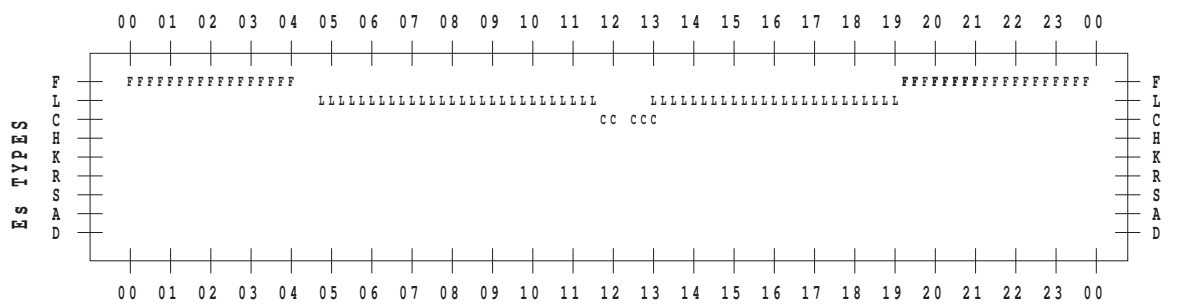 00 01 02 03 04 05 06 07 08 09 10 11 12 13 14 15 16 17 18 19 20 21 22 23 00
Es TYPES
F FFFFFFFFFFFFFFFFF FFFFFFFFFFFFFFFFFFF F
L LLLLLLLLLLLLLLLLLLLLLLLLLLLL LLLLLLLLLLLLLLLLLLLLLLLLL L
C CC CCC C
H H
K K
R R
S S
A A
D D
00 01 02 03 04 05 06 07 08 09 10 11 12 13 14 15 16 17 18 19 20 21 22 23 00